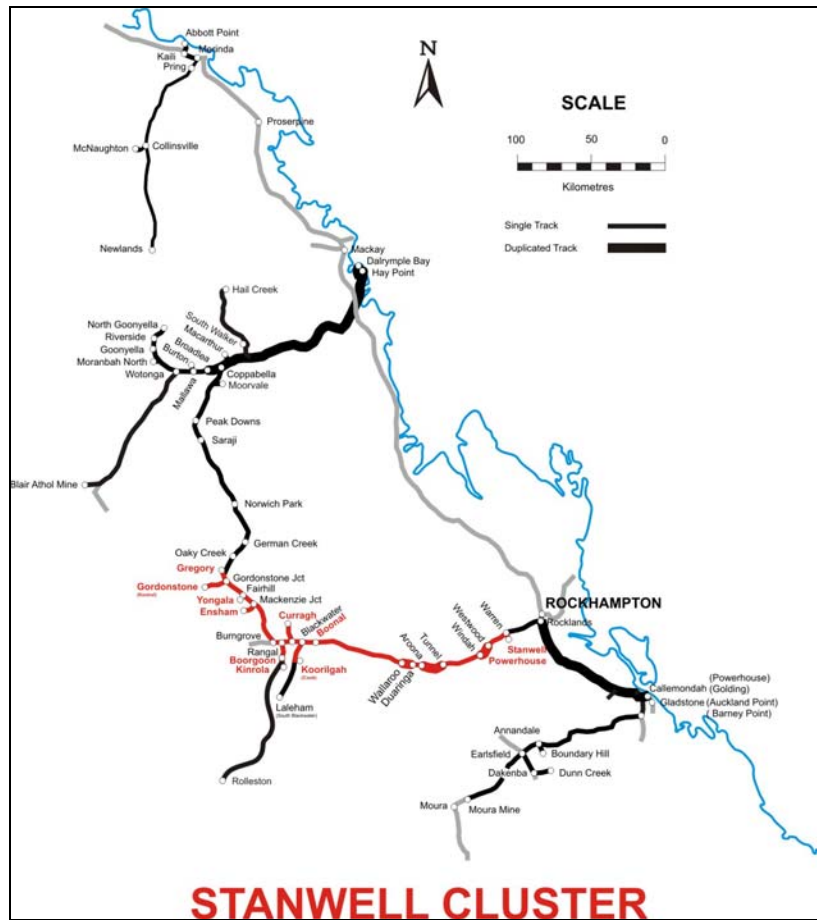 Abbott Point
Kaili
Merinda
Pring
N
SCALE
100
50
0
Kilometres
Proserpine
McNaughton
Collinsville
Single Track
Duplicated Track
Newlands
Mackay
Dalrymple Bay
Hay Point
Hail Creek
North Goonyella
Riverside
Goonyella
Moranbah North
Wotonga
South Walker
Macarthur
Broadlea
Burton
Mallawa
Coppabella
Moorvale
Peak Downs
Saraji
Blair Athol Mine
Norwich Park
German Creek
Oaky Creek
Gregory
Gordonstone Jct
Gordonstone
Fairhill
Yongala
Mackenzie Jct
Ensham
Curragh
Blackwater
Boonal
Burngrove
Rangal
Boorgoon
Kinrola
Koorilgah
(Cook)
Laleham
(South Blackwater)
Rolleston
Wallaroo
Duaringa
Aroona
Tunnel
Windah
Westwood
Warren
Stanwell
Powerhouse
ROCKHAMPTON
Rocklands
Callemondah
(Powerhouse)
(Golding)
Gladstone
(Auckland Point)
( Barney Point)
Annandale
Earlsfield
Boundary Hill
Dakenba
Dunn Creek
Moura
Moura Mine
STANWELL CLUSTER